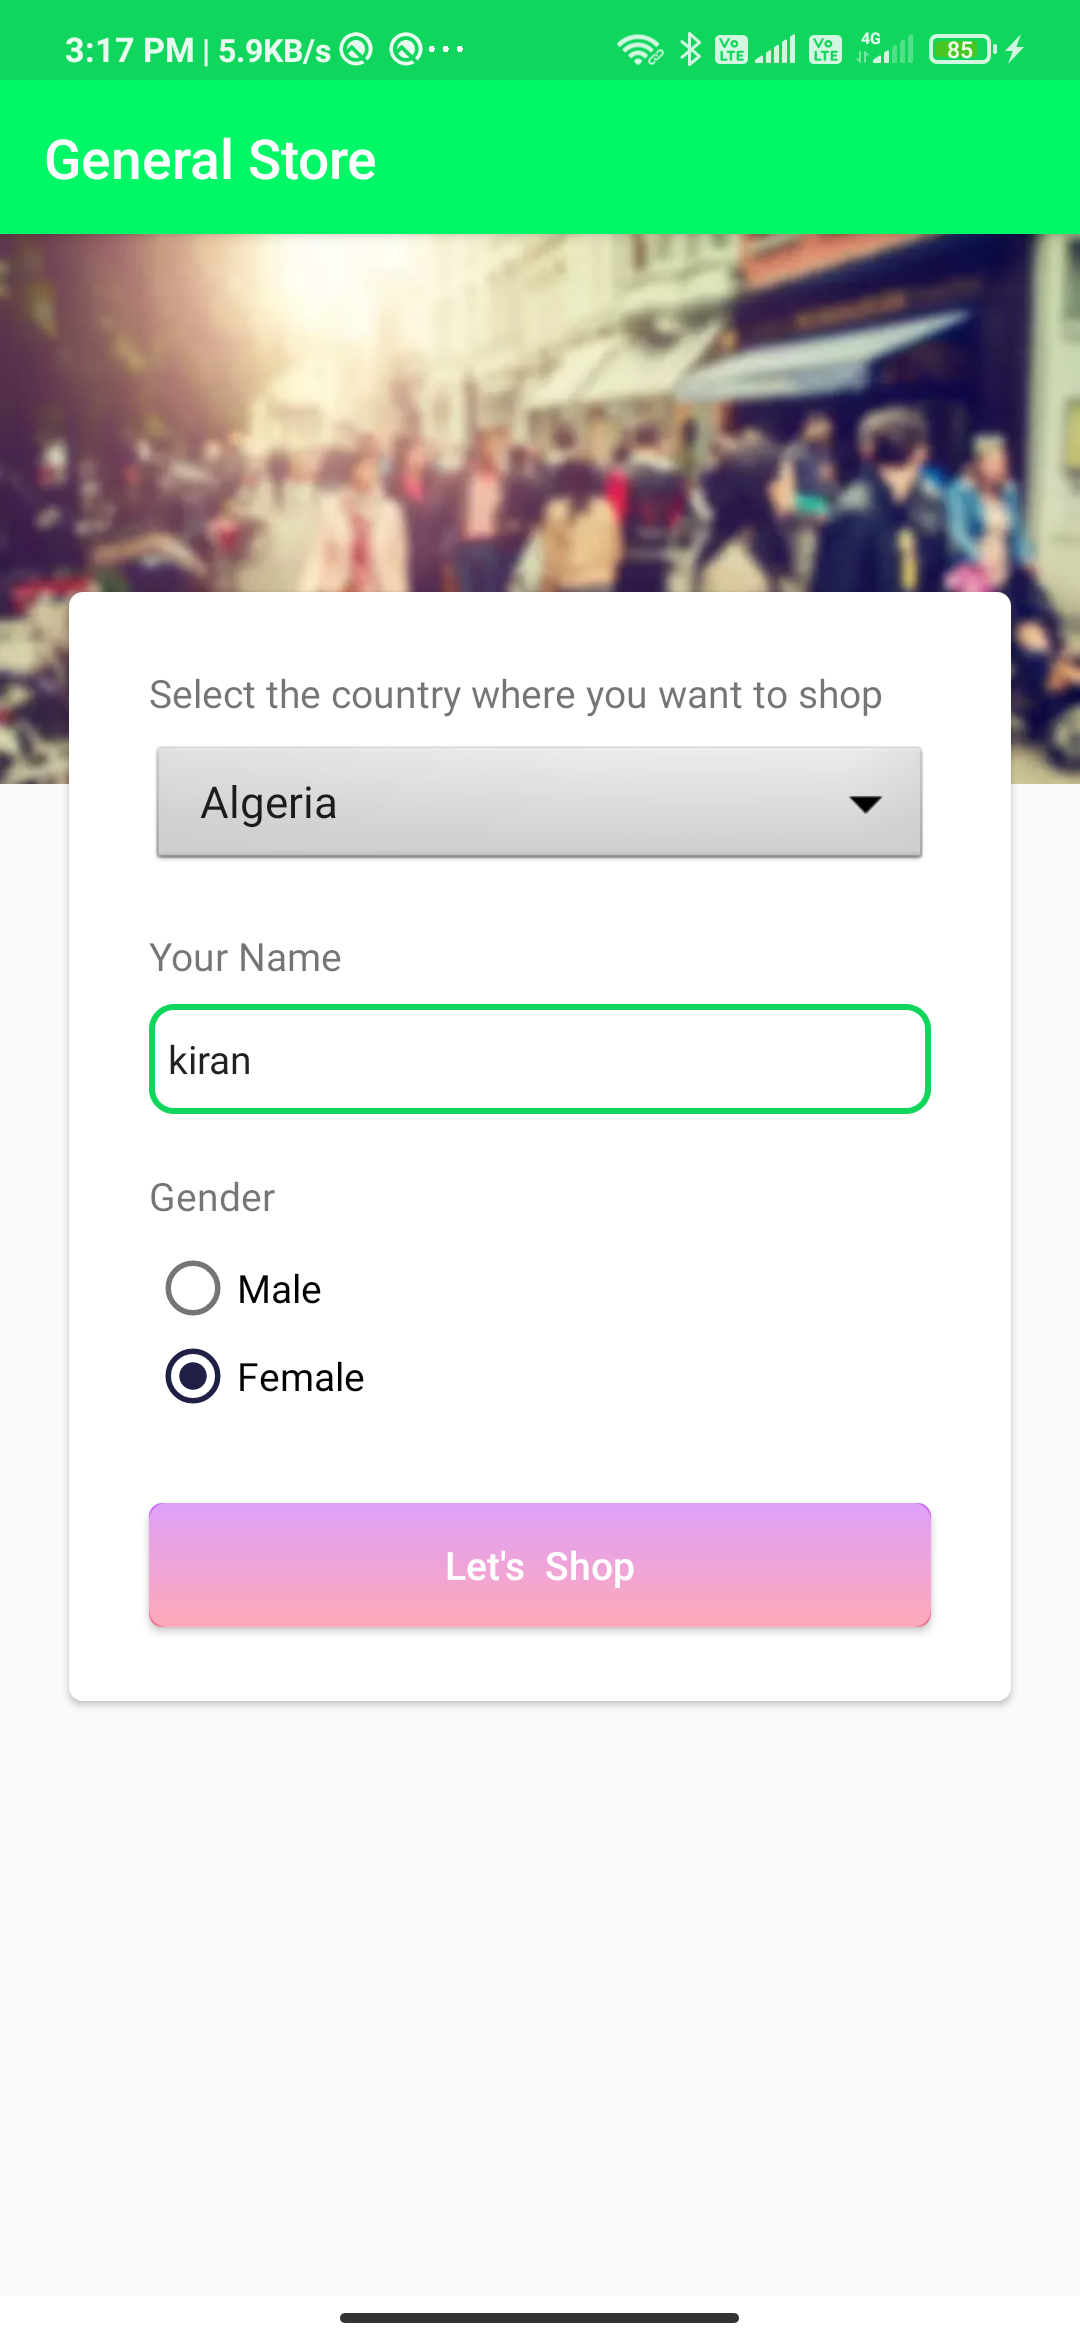 3:17 PM | 5.9KB/s ... Vo LTE Vo LTE 4G 85
General Store
Select the country where you want to shop
Algeria
Your Name
kiran
Gender
Male
Female
Let's Shop